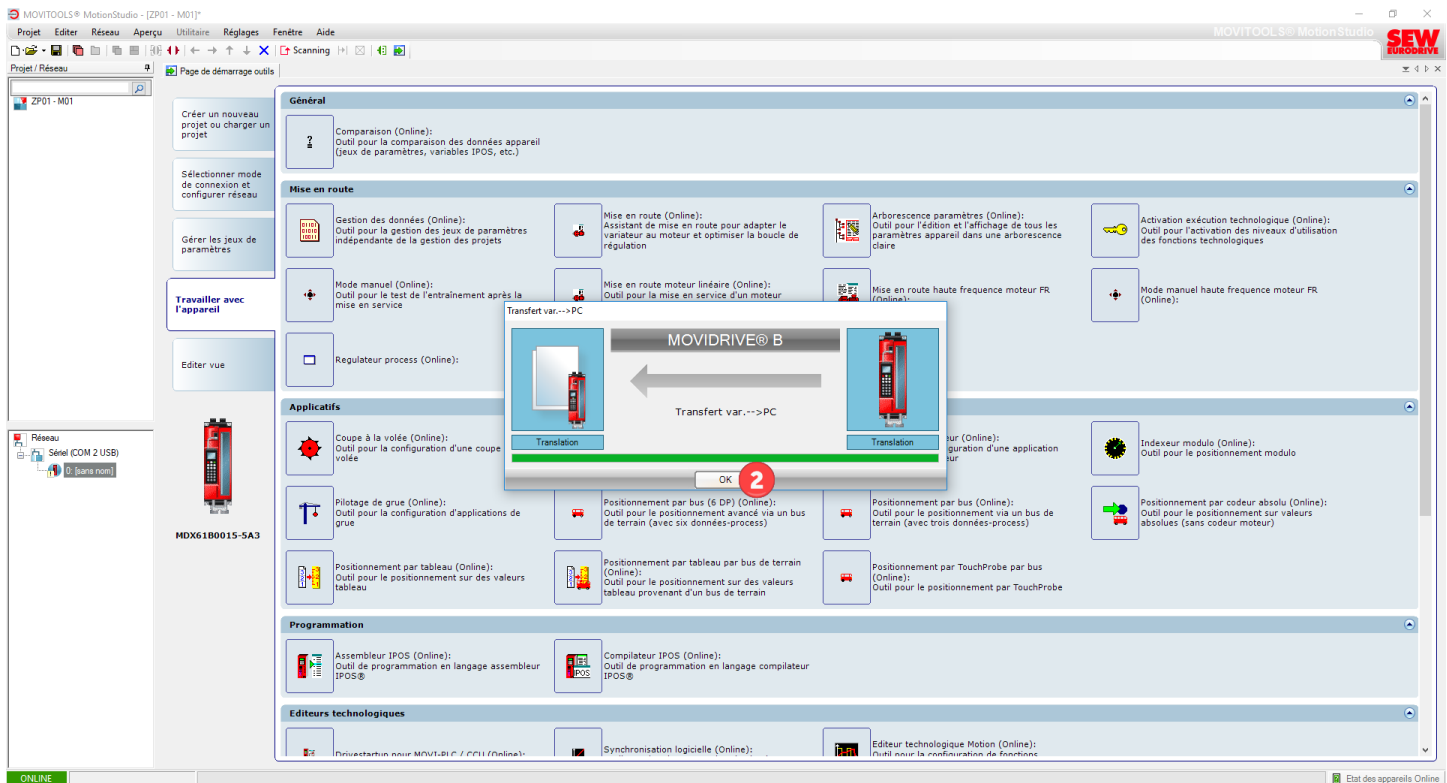 MOVITOOLS® MotionStudio - [ZP01 - M01]*
Projet Editer Réseau Aperçu Utilitaire Réglages Fenêtre Aide
MOVITOOLS® MotionStudio
SEW
EURODRIVE
Scanning
Projet / Réseau
Page de démarrage outils
ZP01 - M01
Créer un nouveau
projet ou charger un
projet
Sélectionner mode
de connexion et
configurer réseau
Gérer les jeux de
paramètres
Travailler avec
l'appareil
Editer vue
MDX61B0015-5A3
Réseau
Sériel (COM 2 USB)
0: [sans nom]
Général
Comparaison (Online):
Outil pour la comparaison des données appareil
(jeux de paramètres, variables IPOS, etc.)
Mise en route
Gestion des données (Online):
Outil pour la gestion des jeux de paramètres
indépendante de la gestion des projets
Mise en route (Online):
Assistant de mise en route pour adapter le
variateur au moteur et optimiser la boucle de
régulation
Arborescence paramètres (Online):
Outil pour l'édition et l'affichage de tous les
paramètres appareil dans une arborescence
claire
Activation exécution technologique (Online):
Outil pour l'activation des niveaux d'utilisation
des fonctions technologiques
Mode manuel (Online):
Outil pour le test de l'entraînement après la
mise en service
Mise en route moteur linéaire (Online):
Outil pour la mise en service d'un moteur
Mise en route haute frequence moteur FR
(Online):
Mode manuel haute frequence moteur FR
(Online):
Regulateur process (Online):
Transfert var.-->PC
MOVIDRIVE® B
Transfert var.-->PC
Translation
Translation
OK
2
Applicatifs
Coupe à la volée (Online):
Outil pour la configuration d'une coupe
volée
eur (Online):
guration d'une application
eur
Indexeur modulo (Online):
Outil pour le positionnement modulo
Pilotage de grue (Online):
Outil pour la configuration d'applications de
grue
Positionnement par bus (6 DP) (Online):
Outil pour le positionnement avancé via un bus
de terrain (avec six données-process)
Positionnement par bus (Online):
Outil pour le positionnement via un bus de
terrain (avec trois données-process)
Positionnement par codeur absolu (Online):
Outil pour le positionnement sur valeurs
absolues (sans codeur moteur)
Positionnement par tableau (Online):
Outil pour le positionnement sur des valeurs
tableau
Positionnement par tableau par bus de terrain
(Online):
Outil pour le positionnement sur des valeurs
tableau provenant d'un bus de terrain
Positionnement par TouchProbe par bus
(Online):
Outil pour le positionnement par TouchProbe
Programmation
Assembleur IPOS (Online):
Outil de programmation en langage assembleur
IPOS®
IPOS
Compilateur IPOS (Online):
Outil de programmation en langage compilateur
IPOS®
Editeurs technologiques
Drivestartup pour MOVI-PLC / CCU (Online):
Synchronisation logicielle (Online):
Editeur technologique Motion (Online):
Outil pour la configuration de fonctions
ONLINE
Etat des appareils Online